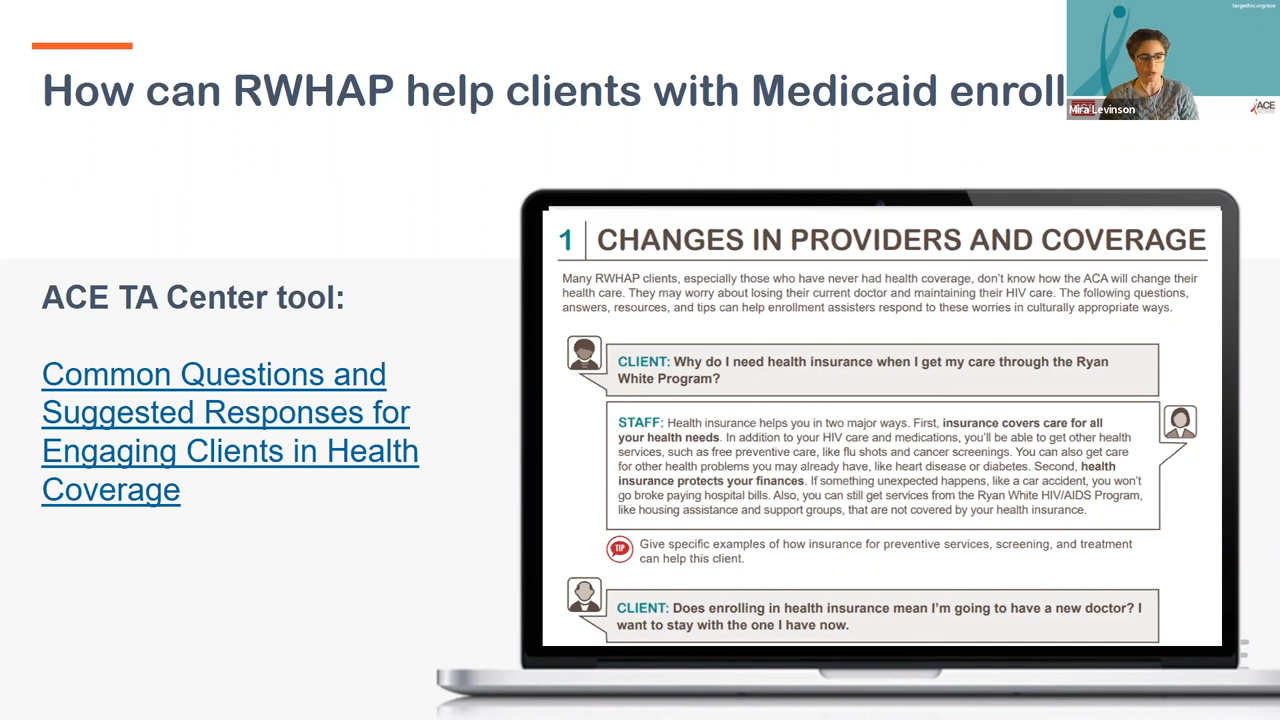 targethiv.org/ace
How can RWHAP help clients with Medicaid enroll
Mira Levinson
ACE
ACE TA Center tool:
Common Questions and
Suggested Responses for
Engaging Clients in Health
Coverage
1 CHANGES IN PROVIDERS AND COVERAGE
Many RWHAP clients, especially those who have never had health coverage, don't know how the ACA will change their
health care. They may worry about losing their current doctor and maintaining their HIV care. The following questions,
answers, resources, and tips can help enrollment assisters respond to these worries in culturally appropriate ways.
CLIENT: Why do I need health insurance when I get my care through the Ryan
White Program?
STAFF: Health insurance helps you in two major ways. First, insurance covers care for all
your health needs. In addition to your HIV care and medications, you'll be able to get other health
services, such as free preventive care, like flu shots and cancer screenings. You can also get care
for other health problems you may already have, like heart disease or diabetes. Second, health
insurance protects your finances. If something unexpected happens, like a car accident, you won't
go broke paying hospital bills. Also, you can still get services from the Ryan White HIV/AIDS Program,
like housing assistance and support groups, that are not covered by your health insurance.
TIP
Give specific examples of how insurance for preventive services, screening, and treatment
can help this client.
CLIENT: Does enrolling in health insurance mean I'm going to have a new doctor? I
want to stay with the one I have now.